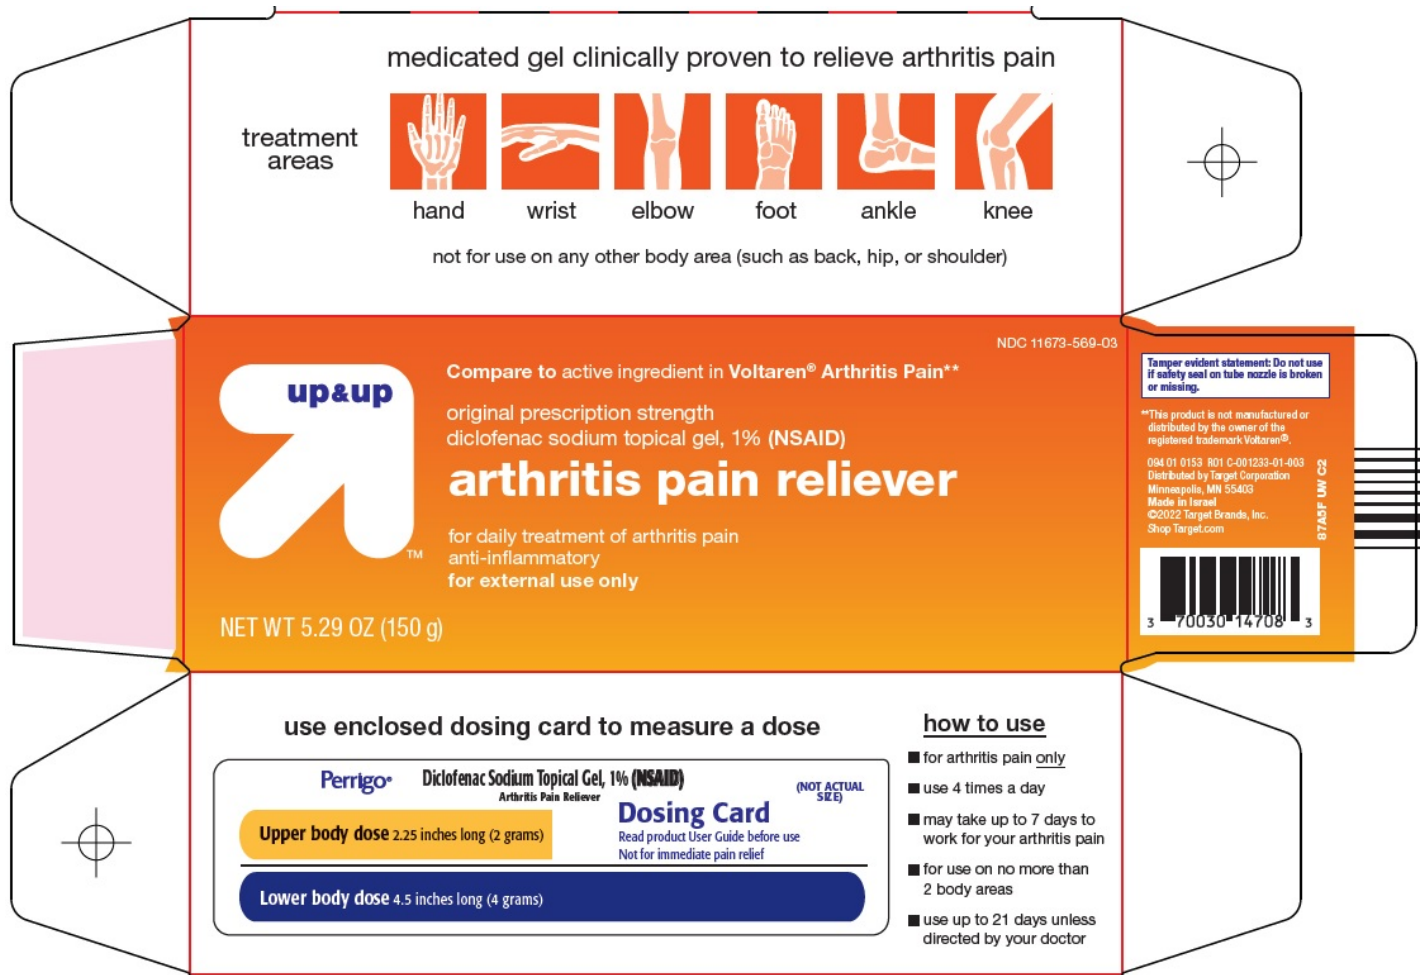 medicated gel clinically proven to relieve arthritis pain
treatment
areas
hand wrist elbow foot ankle knee
not for use on any other body area (such as back, hip, or shoulder)
NDC 11673-569-03
up&up
TM
Compare to active ingredient in Voltaren® Arthritis Pain**
original prescription strength
diclofenac sodium topical gel, 1% (NSAID)
arthritis pain reliever
for daily treatment of arthritis pain
anti-inflammatory
for external use only
NET WT 5.29 OZ (150 g)
Tamper evident statement: Do not use
if safety seal on tube nozzle is broken
or missing.
**This product is not manufactured or
distributed by the owner of the
registered trademark Voltaren®.
094 01 0153 R01 C-001233-01-003
Distributed by Target Corporation
Minneapolis, MN 55403
Made in Israel
©2022 Target Brands, Inc.
Shop Target.com
87A5F UW C2
3 70030 14708 3
use enclosed dosing card to measure a dose
Perrigo®
Diclofenac Sodium Topical Gel, 1% (NSAID)
Arthritis Pain Reliever
(NOT ACTUAL
SIZE)
Dosing Card
Read product User Guide before use
Not for immediate pain relief
Upper body dose 2.25 inches long (2 grams)
Lower body dose 4.5 inches long (4 grams)
how to use
■ for arthritis pain only
■ use 4 times a day
■ may take up to 7 days to
work for your arthritis pain
■ for use on no more than
2 body areas
■ use up to 21 days unless
directed by your doctor